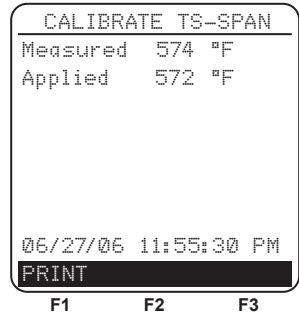 CALIBRATE TS-SPAN
Measured 574 °F
Applied 572 °F
06/27/06 11:55:30 PM
PRINT
F1 F2 F3